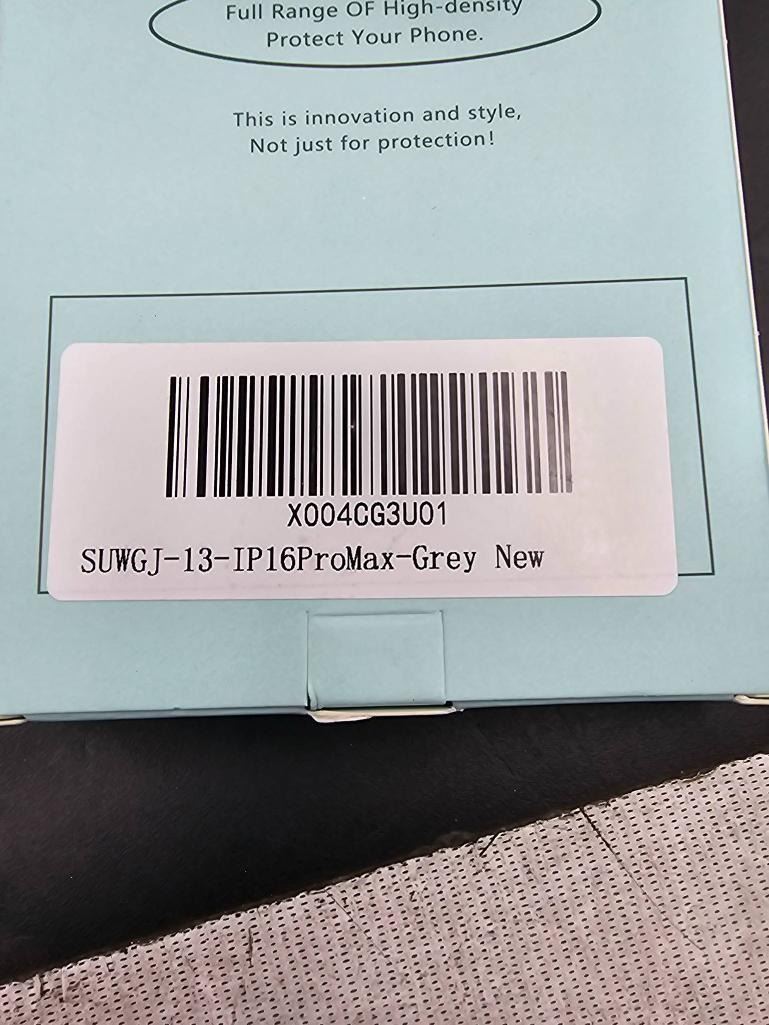 Full Range OF High-density
Protect Your Phone.
This is innovation and style,
Not just for protection!
X004CG3U01
SUWGJ-13-IP16ProMax-Grey New